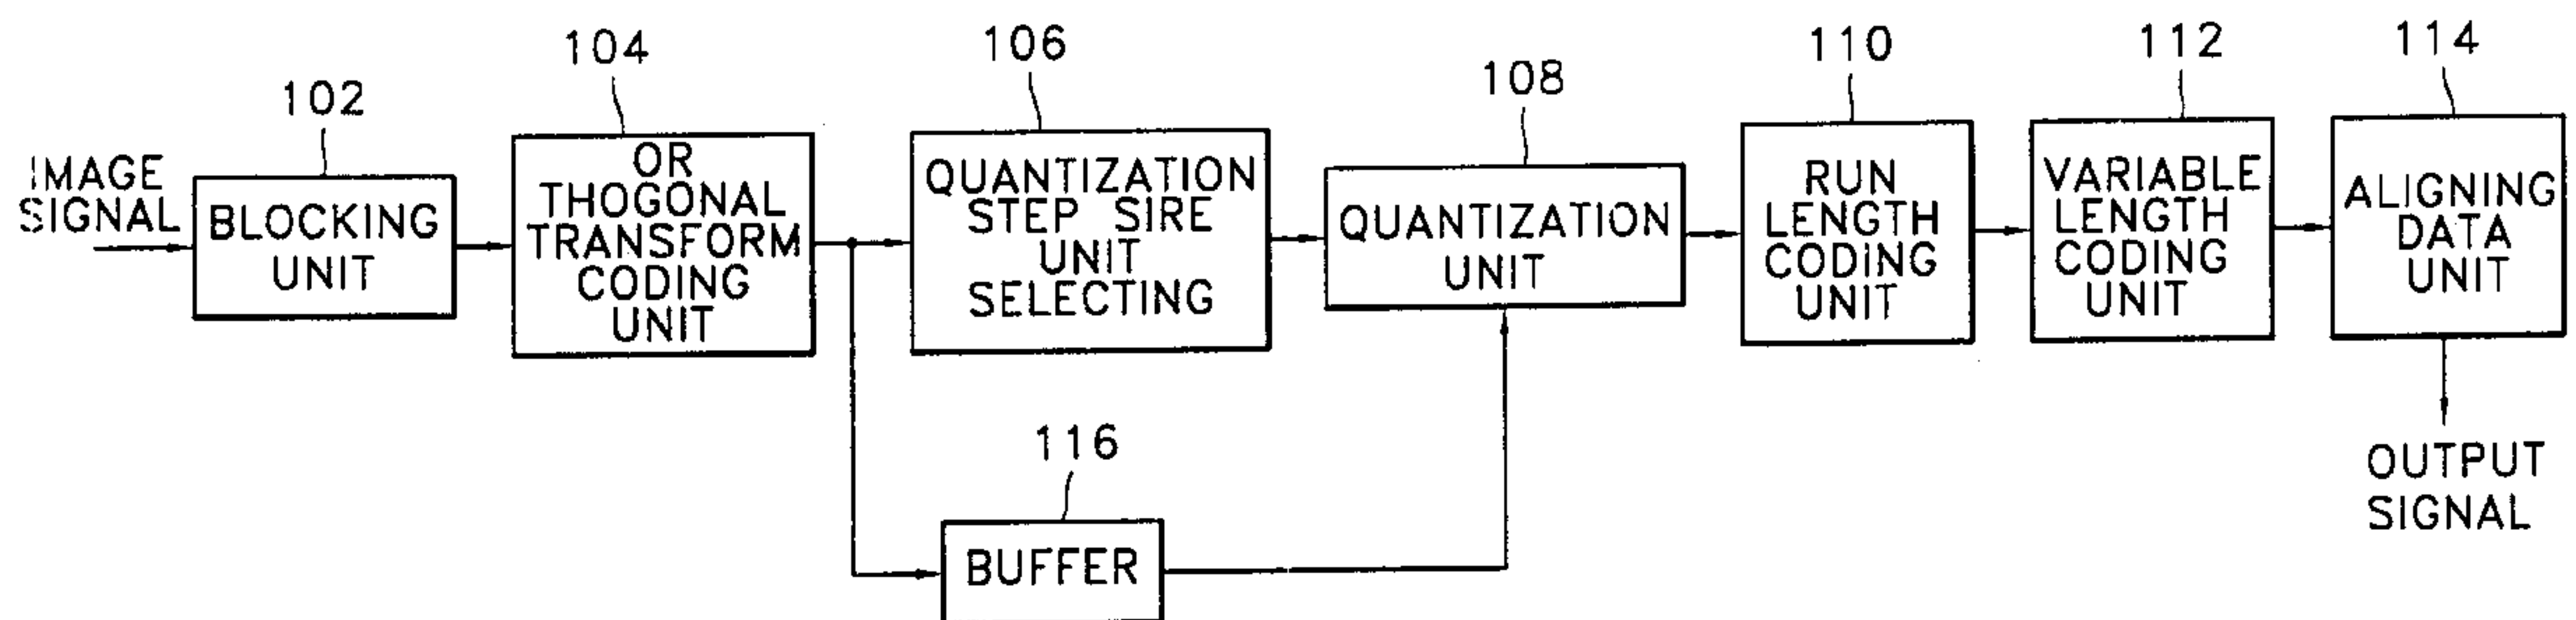 102
104
106
108
110
112
114
IMAGE
SIGNAL
BLOCKING
UNIT
OR
THOGONAL
TRANSFORM
CODING
UNIT
QUANTIZATION
STEP SIRE
UNIT
SELECTING
QUANTIZATION
UNIT
RUN
LENGTH
CODING
UNIT
VARIABLE
LENGTH
CODING
UNIT
ALIGNING
DATA
UNIT
116
BUFFER
OUTPUT
SIGNAL